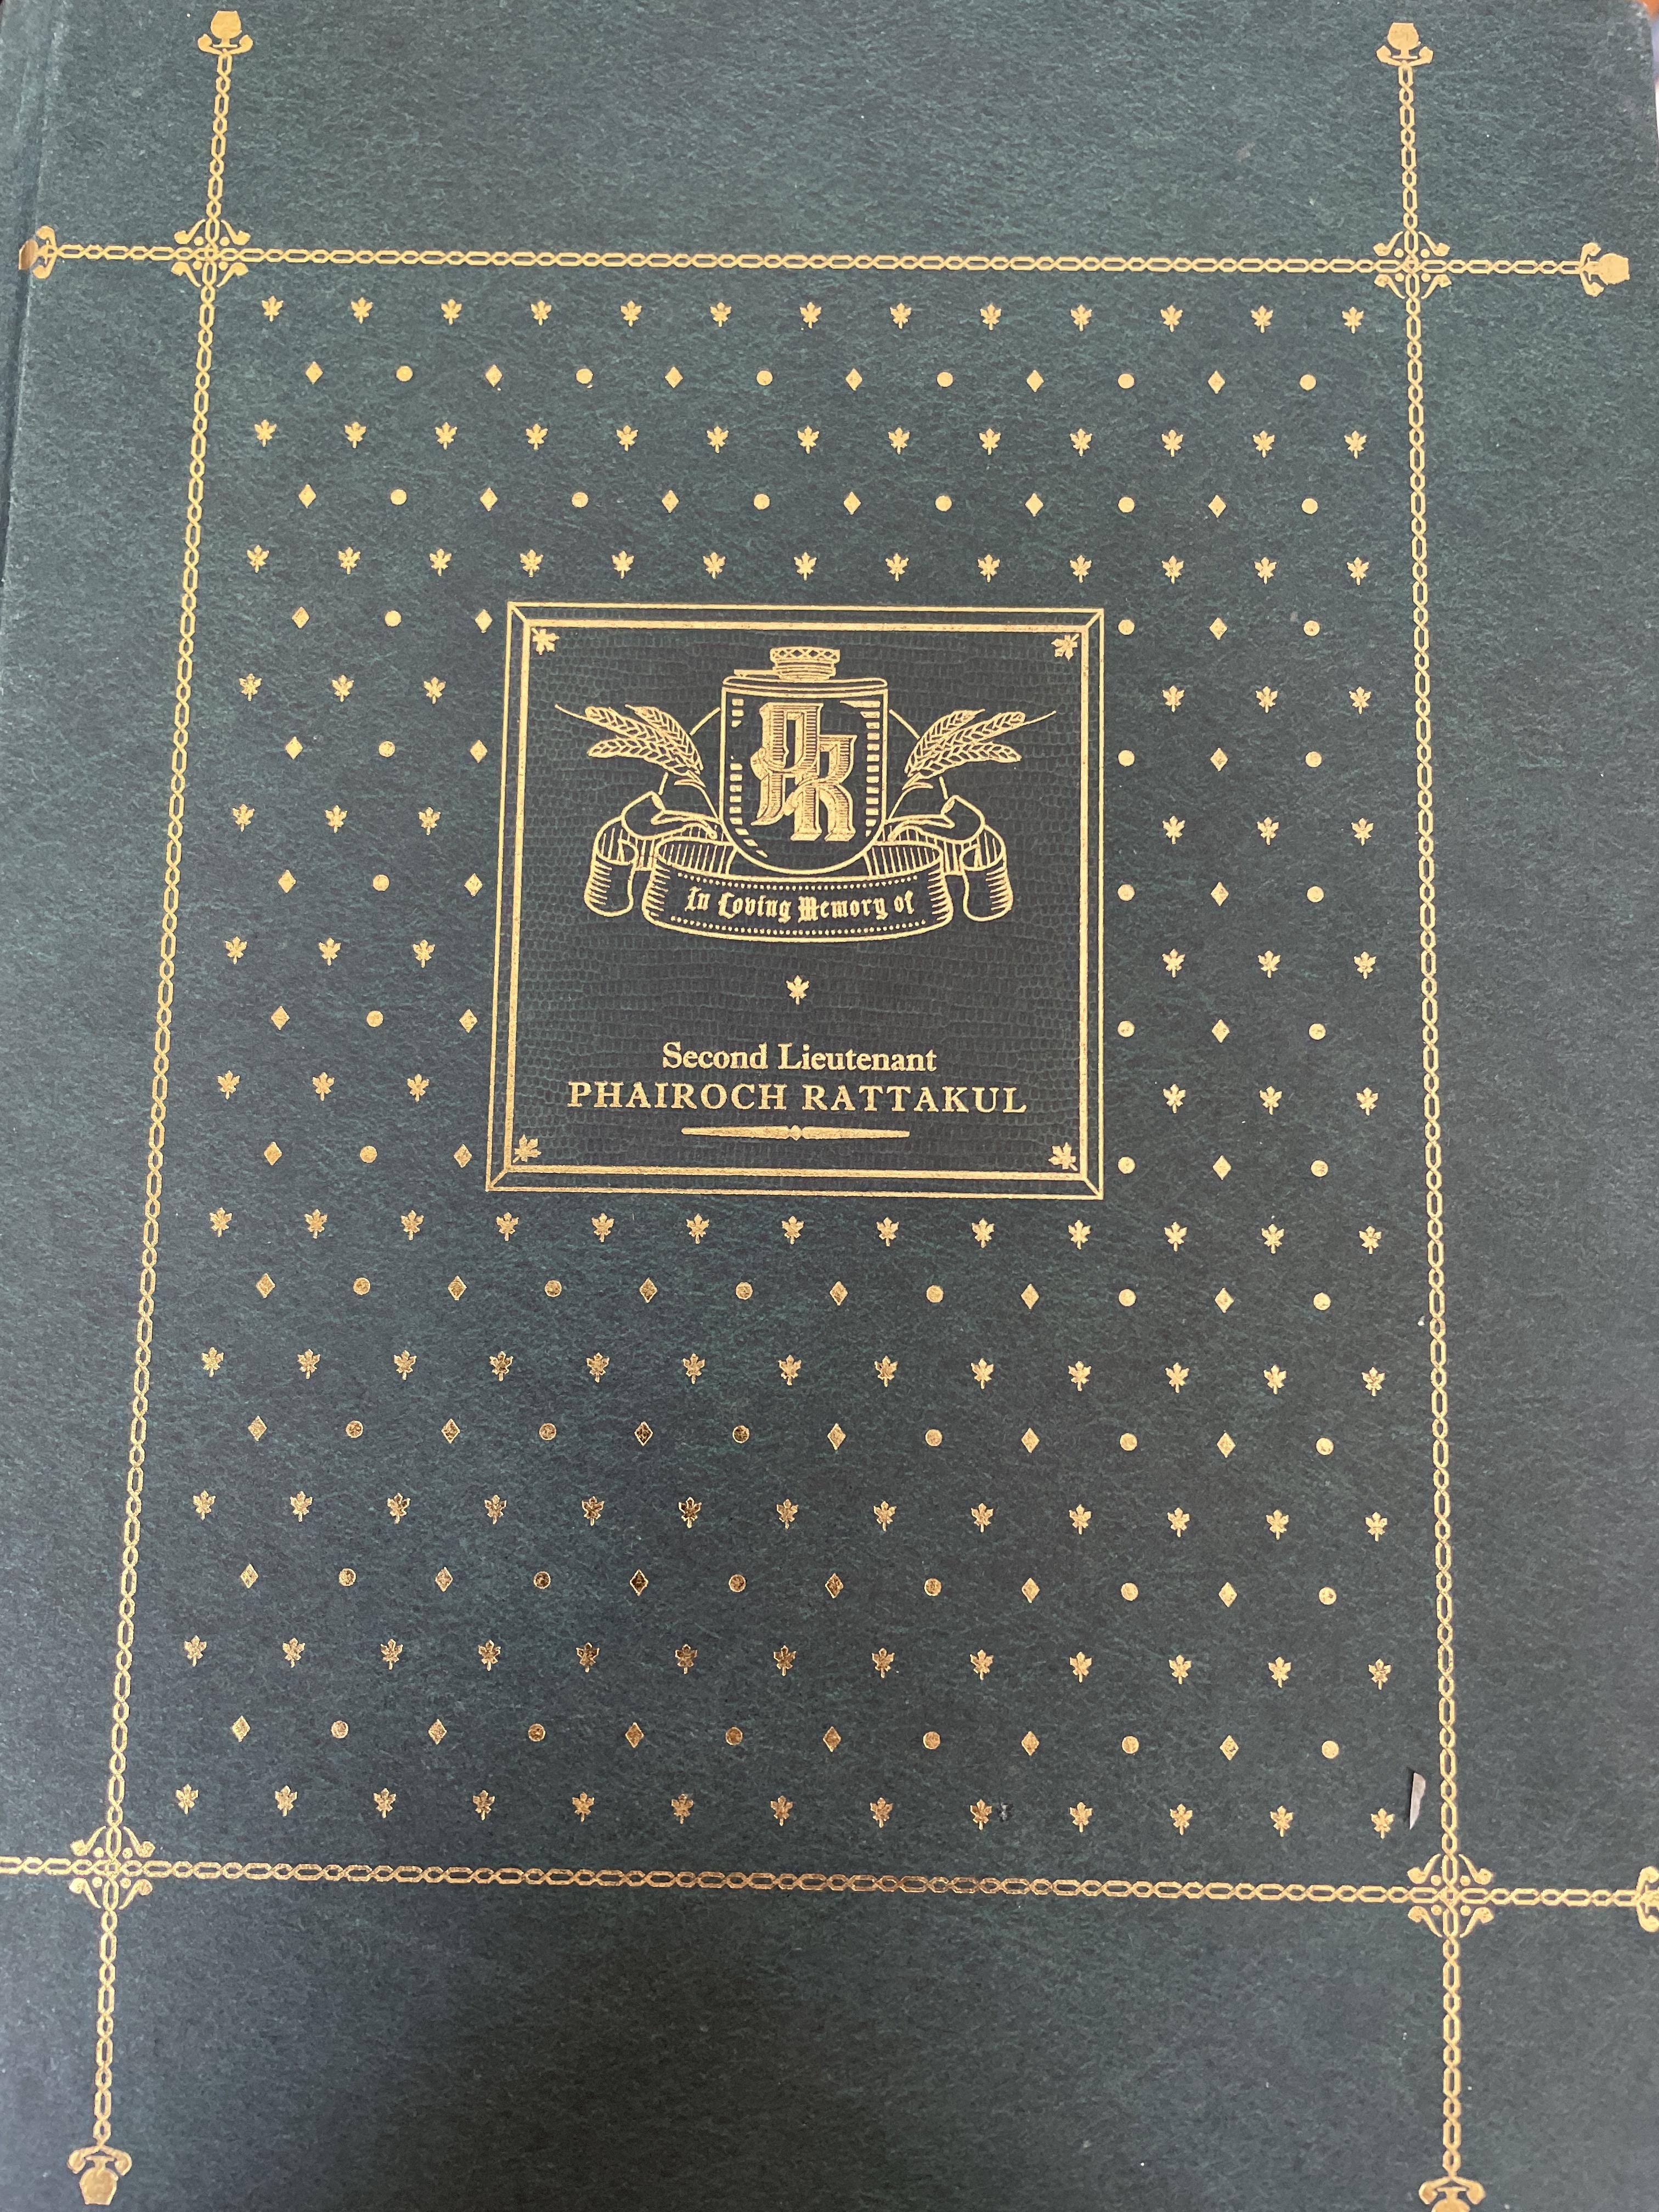 PR
In Loving Memory of
Second Lieutenant
PHAIROCH RATTAKUL